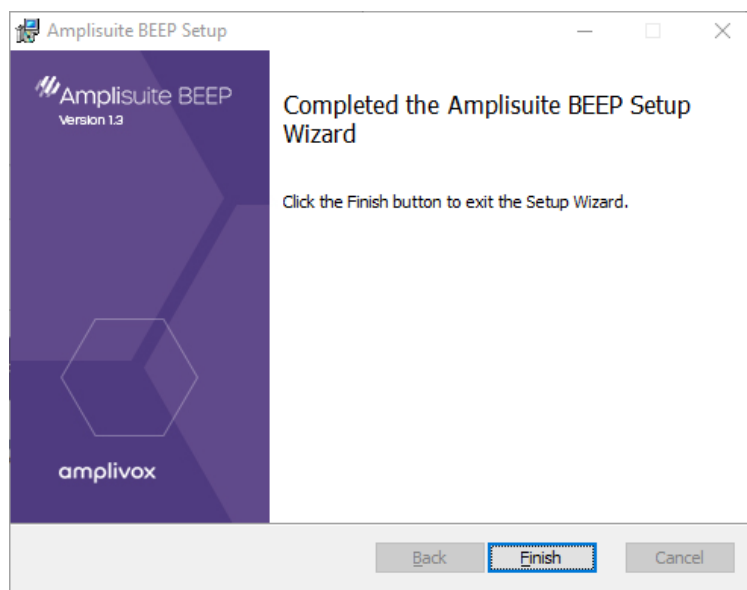 Amplisuite BEEP Setup
Amplisuite BEEP
Version 1.3
Completed the Amplisuite BEEP Setup
Wizard
Click the Finish button to exit the Setup Wizard.
amplivox
Back Finish Cancel